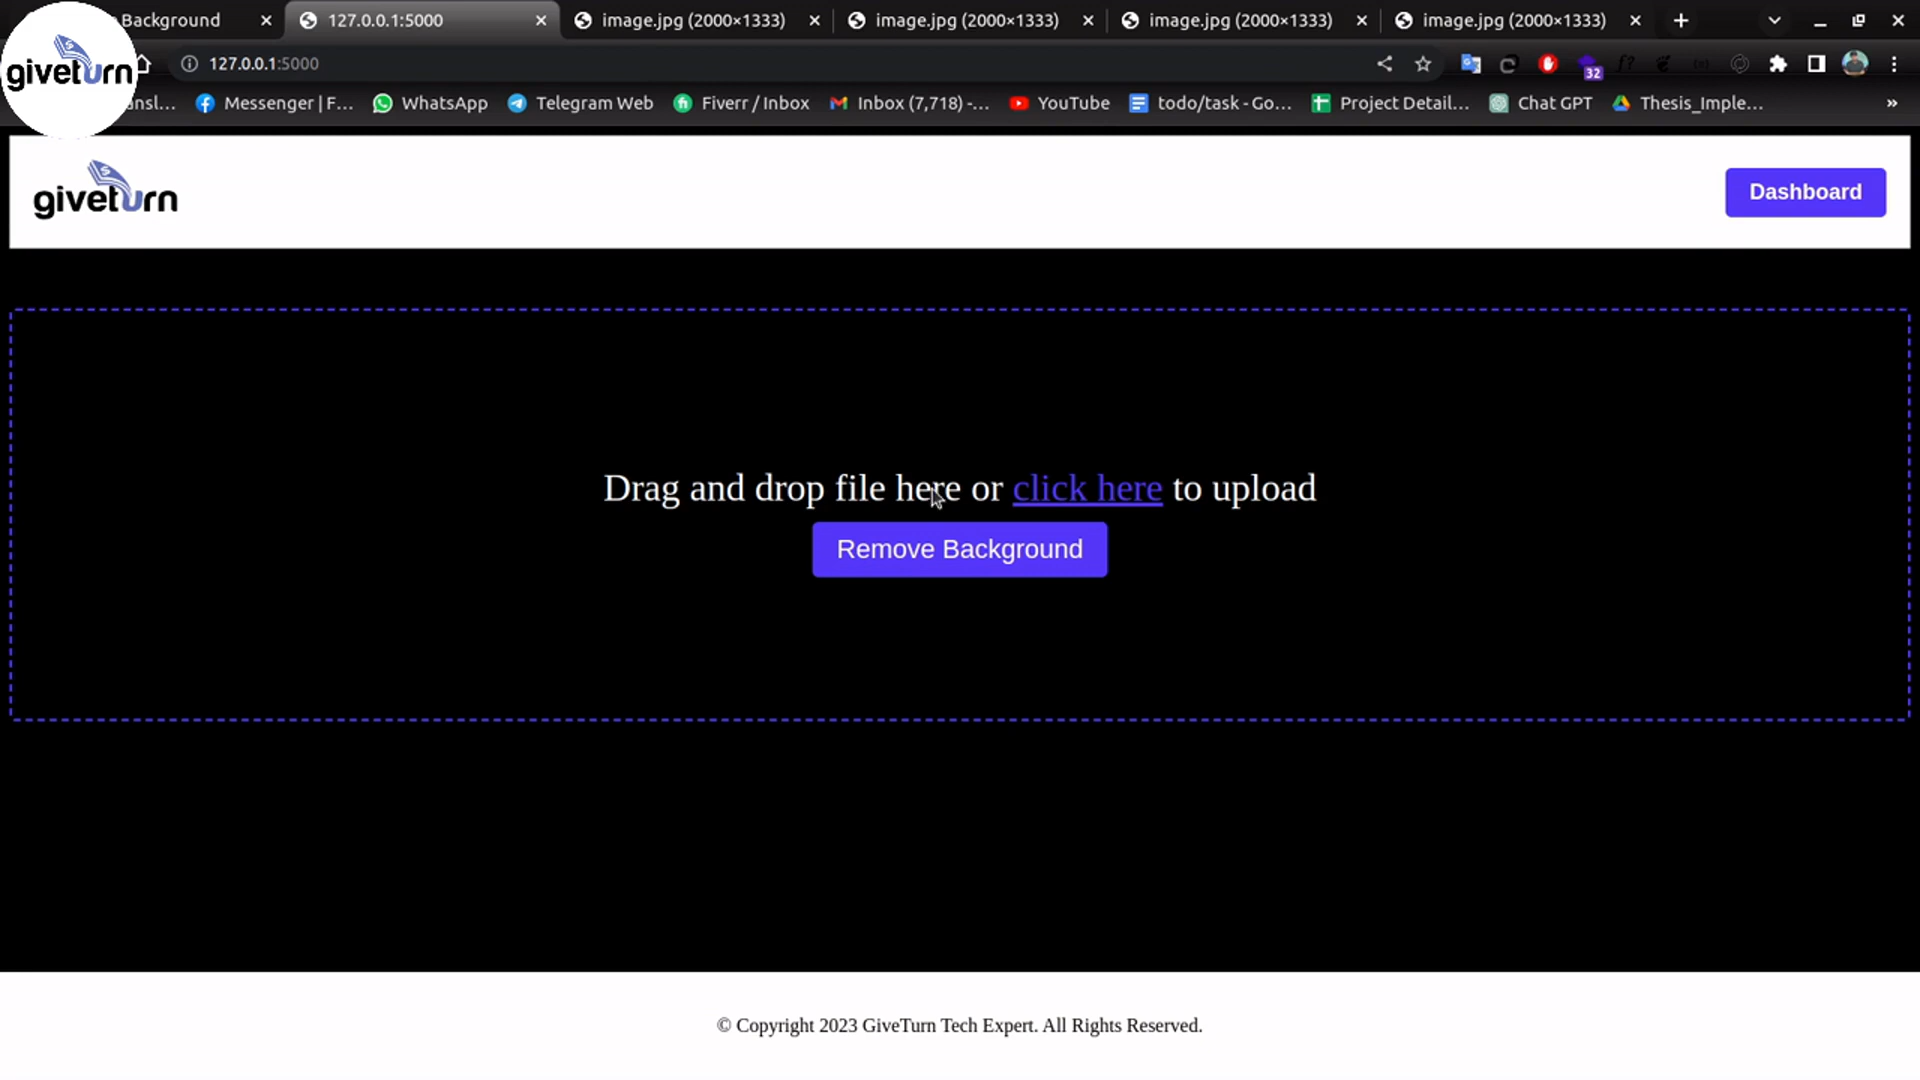 Background
127.0.0.1:5000
image.jpg (2000×1333)
image.jpg (2000×1333)
image.jpg (2000×1333)
image.jpg (2000×1333)
giveturn
127.0.0.1:5000
32
ansl...
Messenger | F...
WhatsApp
Telegram Web
Fiverr / Inbox
Inbox (7,718) -...
YouTube
todo/task - Go...
Project Detail...
Chat GPT
Thesis_Imple...
»
giveturn
Dashboard
Drag and drop file here or click here to upload
Remove Background
© Copyright 2023 GiveTurn Tech Expert. All Rights Reserved.